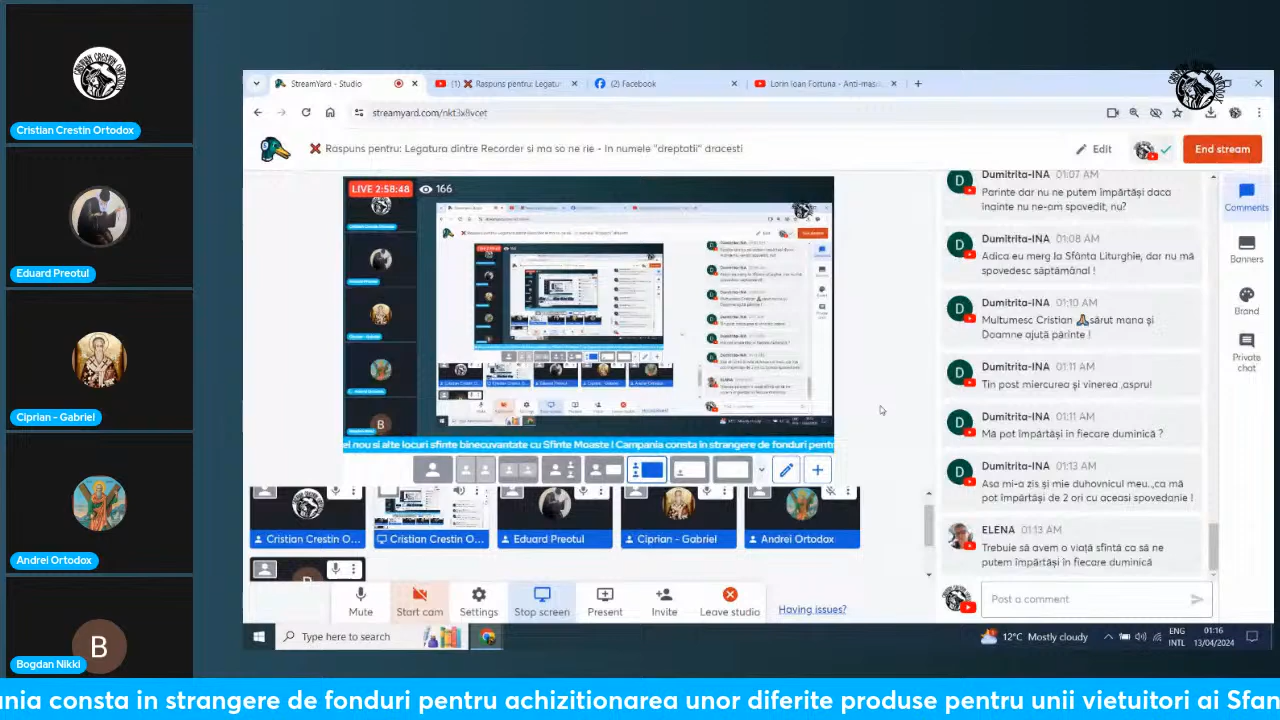 Cristian Crestin Ortodox
Eduard Preotul
Ciprian - Gabriel
Andrei Ortodox
B
Bogdan Nikki
StreamYard - Studio
(1) ❌ Raspuns pentru: Legatu
(2) Facebook
Lorin Ioan Fortuna - Anti-mas
streamyard.com/nkt3x8vcet
❌ Raspuns pentru: Legatura dintre Recorder si ma so ne rie - In numele "dreptatii" dracesti
Edit
End stream
LIVE 2:58:48
166
el nou si alte locuri sfinte binecuvantate cu Sfinte Moaste ! Campania consta in strangere de fonduri pentr
Cristian Crestin O...
Cristian Crestin O...
Eduard Preotul
Ciprian - Gabriel
Andrei Ortodox
Mute
Start cam
Settings
Stop screen
Present
Invite
Leave studio
Having issues?
D
Dumitrita-INA 01:07 AM
Parinte dar nu ne putem împărtăși daca
inainte nu ne-om spovedit, nu?
D
Dumitrita-INA 01:08 AM
Adica eu merg la Sfânta Liturghie, dar nu mă
spovedesc săptămânal !
D
Dumitrita-INA 01:10 AM
Multumesc Cristian 🙏sărut mana și
Doamne ajută părinte !
D
Dumitrita-INA 01:11 AM
Tin post miercurea și vinerea ,aspru!
D
Dumitrita-INA 01:11 AM
Mă pot împărtăși in fiecare duminică ?
D
Dumitrita-INA 01:13 AM
Asa mi-a zis și mie duhovnicul meu.,,ca mă
pot împărtăși de 2 ori cu aceasi spovedanie !
ELENA 01:13 AM
Trebuie să avem o viață sfintă ca să ne
putem împărtăși în fiecare duminică
Post a comment
Comments
Banners
Brand
Private
chat
Type here to search
12°C Mostly cloudy
ENG
INTL
01:16
13/04/2024
ania consta in strangere de fonduri pentru achizitionarea unor diferite produse pentru unii vietuitori ai Sfan